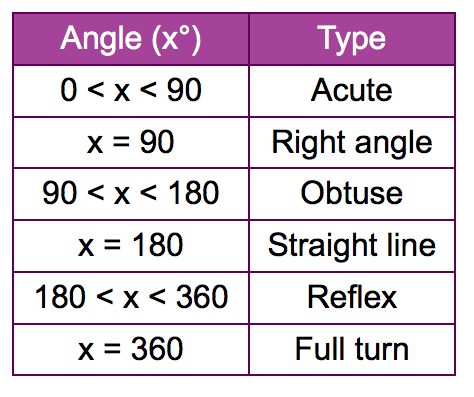 Angle (x°) Type
0 < x < 90 Acute
x = 90 Right angle
90 < x < 180 Obtuse
x = 180 Straight line
180 < x < 360 Reflex
x = 360 Full turn